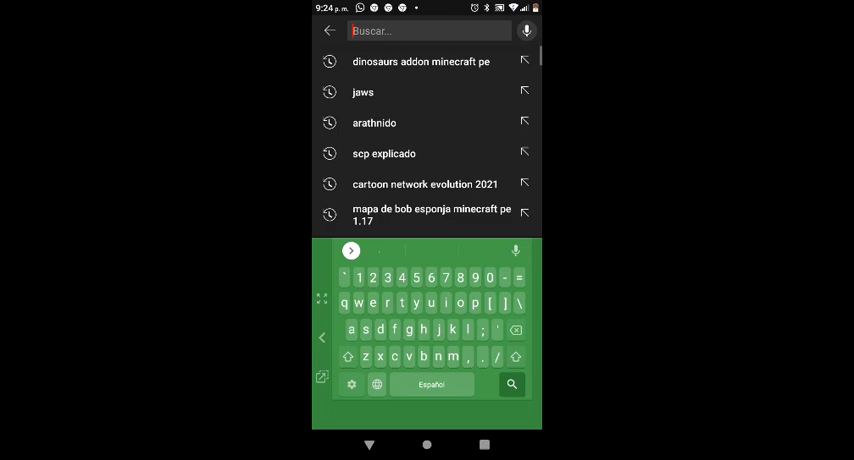 9:24 p. m.
Buscar...
dinosaurs addon minecraft pe
jaws
arathnido
scp explicado
cartoon network evolution 2021
mapa de bob esponja minecraft pe
1.17
` 1 2 3 4 5 6 7 8 9 0 - =
q w e r t y u i o p [ ] \
a s d f g h j k l ; '
z x c v b n m , . /
Español